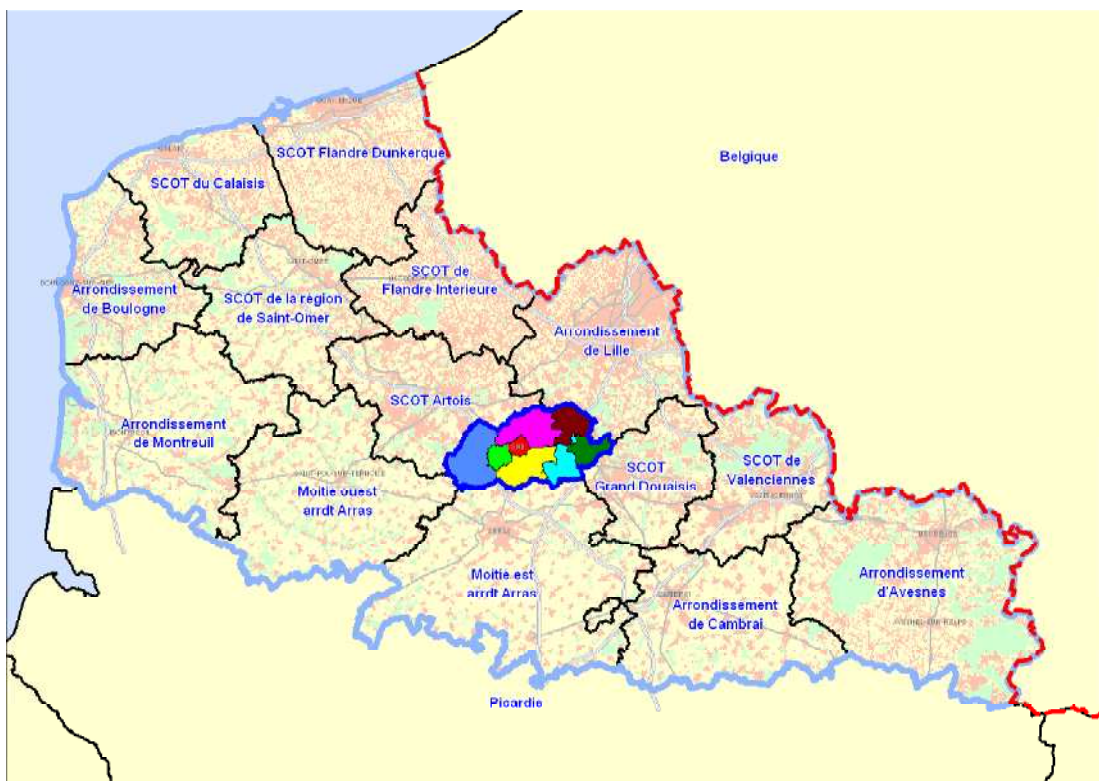 SCOT Flandre Dunkerque
Belgique
SCOT du Calaisis
SCOT de
Flandre Interieure
Arrondissement
de Boulogne
SCOT de la région
de Saint-Omer
Arrondissement
de Lille
SCOT Artois
Arrondissement
de Montreuil
SCOT
Grand Douaisis
SCOT de
Valenciennes
Moitié ouest
arrdt Arras
Moitié est
arrdt Arras
Arrondissement
de Cambrai
Arrondissement
d'Avesnes
Picardie